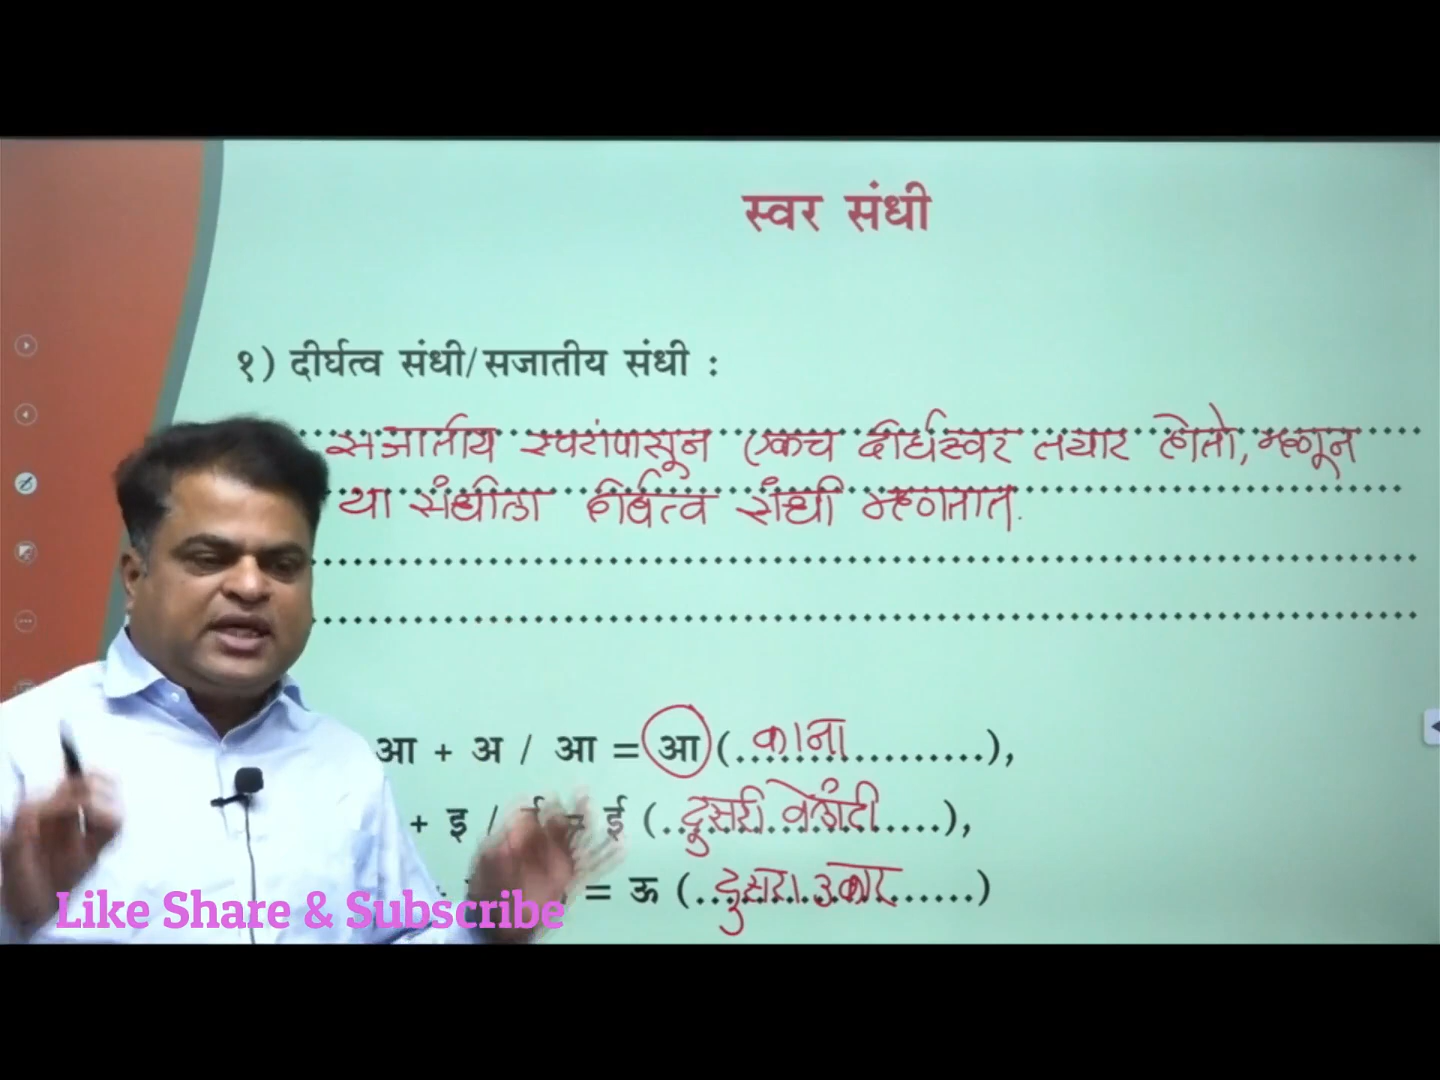 स्वर संधी
१) दीर्घत्व संधी/सजातीय संधी :
सजातीय स्वरांपासून एकच दीर्घस्वर तयार होतो, म्हणून
या संधीला दीर्घत्व संधी म्हणतात.
आ + अ / आ = आ (काना),
+ इ / ई = ई (दुसरी वेलांटी),
= ऊ (दुसरा उकार)
Like Share & Subscribe